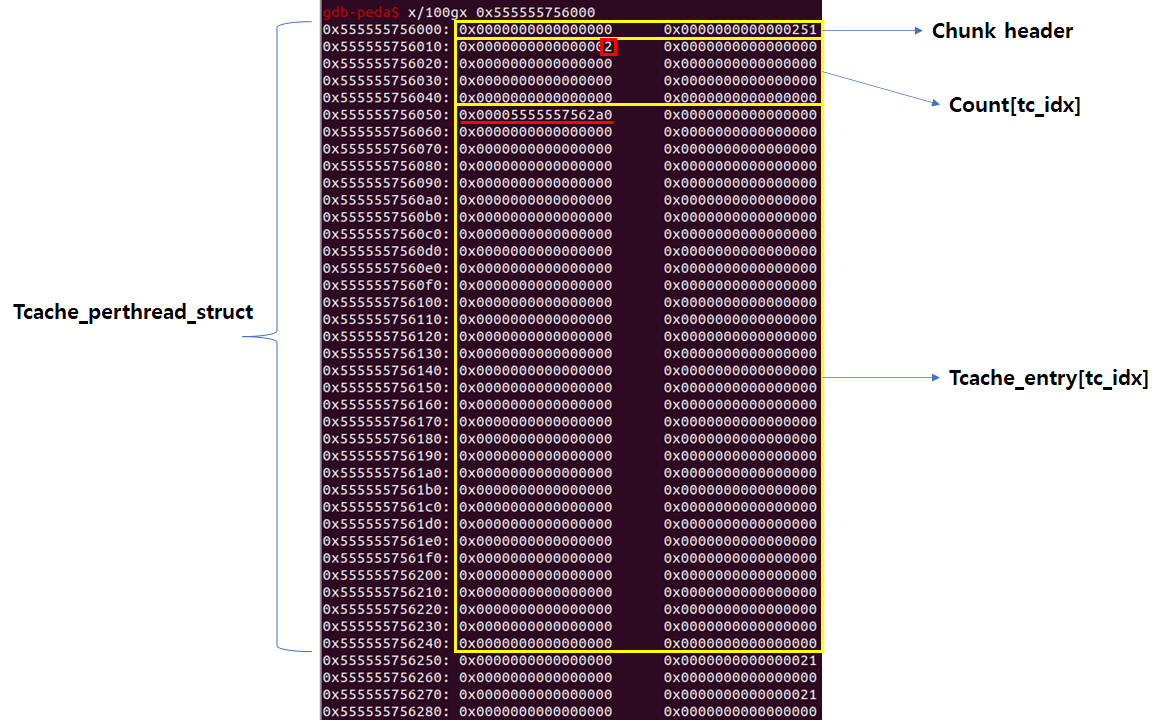 gdb-peda$ x/100gx 0x555555756000
0x555555756000: 0x0000000000000000 0x0000000000000251
Chunk header
0x555555756010: 0x0000000000000002 0x0000000000000000
0x555555756020: 0x0000000000000000 0x0000000000000000
0x555555756030: 0x0000000000000000 0x0000000000000000
0x555555756040: 0x0000000000000000 0x0000000000000000
Count[tc_idx]
0x555555756050: 0x00005555557562a0 0x0000000000000000
0x555555756060: 0x0000000000000000 0x0000000000000000
0x555555756070: 0x0000000000000000 0x0000000000000000
0x555555756080: 0x0000000000000000 0x0000000000000000
0x555555756090: 0x0000000000000000 0x0000000000000000
0x5555557560a0: 0x0000000000000000 0x0000000000000000
0x5555557560b0: 0x0000000000000000 0x0000000000000000
0x5555557560c0: 0x0000000000000000 0x0000000000000000
0x5555557560d0: 0x0000000000000000 0x0000000000000000
0x5555557560e0: 0x0000000000000000 0x0000000000000000
0x5555557560f0: 0x0000000000000000 0x0000000000000000
0x555555756100: 0x0000000000000000 0x0000000000000000
Tcache_perthread_struct
0x555555756110: 0x0000000000000000 0x0000000000000000
0x555555756120: 0x0000000000000000 0x0000000000000000
0x555555756130: 0x0000000000000000 0x0000000000000000
0x555555756140: 0x0000000000000000 0x0000000000000000
Tcache_entry[tc_idx]
0x555555756150: 0x0000000000000000 0x0000000000000000
0x555555756160: 0x0000000000000000 0x0000000000000000
0x555555756170: 0x0000000000000000 0x0000000000000000
0x555555756180: 0x0000000000000000 0x0000000000000000
0x555555756190: 0x0000000000000000 0x0000000000000000
0x5555557561a0: 0x0000000000000000 0x0000000000000000
0x5555557561b0: 0x0000000000000000 0x0000000000000000
0x5555557561c0: 0x0000000000000000 0x0000000000000000
0x5555557561d0: 0x0000000000000000 0x0000000000000000
0x5555557561e0: 0x0000000000000000 0x0000000000000000
0x5555557561f0: 0x0000000000000000 0x0000000000000000
0x555555756200: 0x0000000000000000 0x0000000000000000
0x555555756210: 0x0000000000000000 0x0000000000000000
0x555555756220: 0x0000000000000000 0x0000000000000000
0x555555756230: 0x0000000000000000 0x0000000000000000
0x555555756240: 0x0000000000000000 0x0000000000000000
0x555555756250: 0x0000000000000000 0x0000000000000021
0x555555756260: 0x0000000000000000 0x0000000000000000
0x555555756270: 0x0000000000000000 0x0000000000000021
0x555555756280: 0x0000000000000000 0x0000000000000000